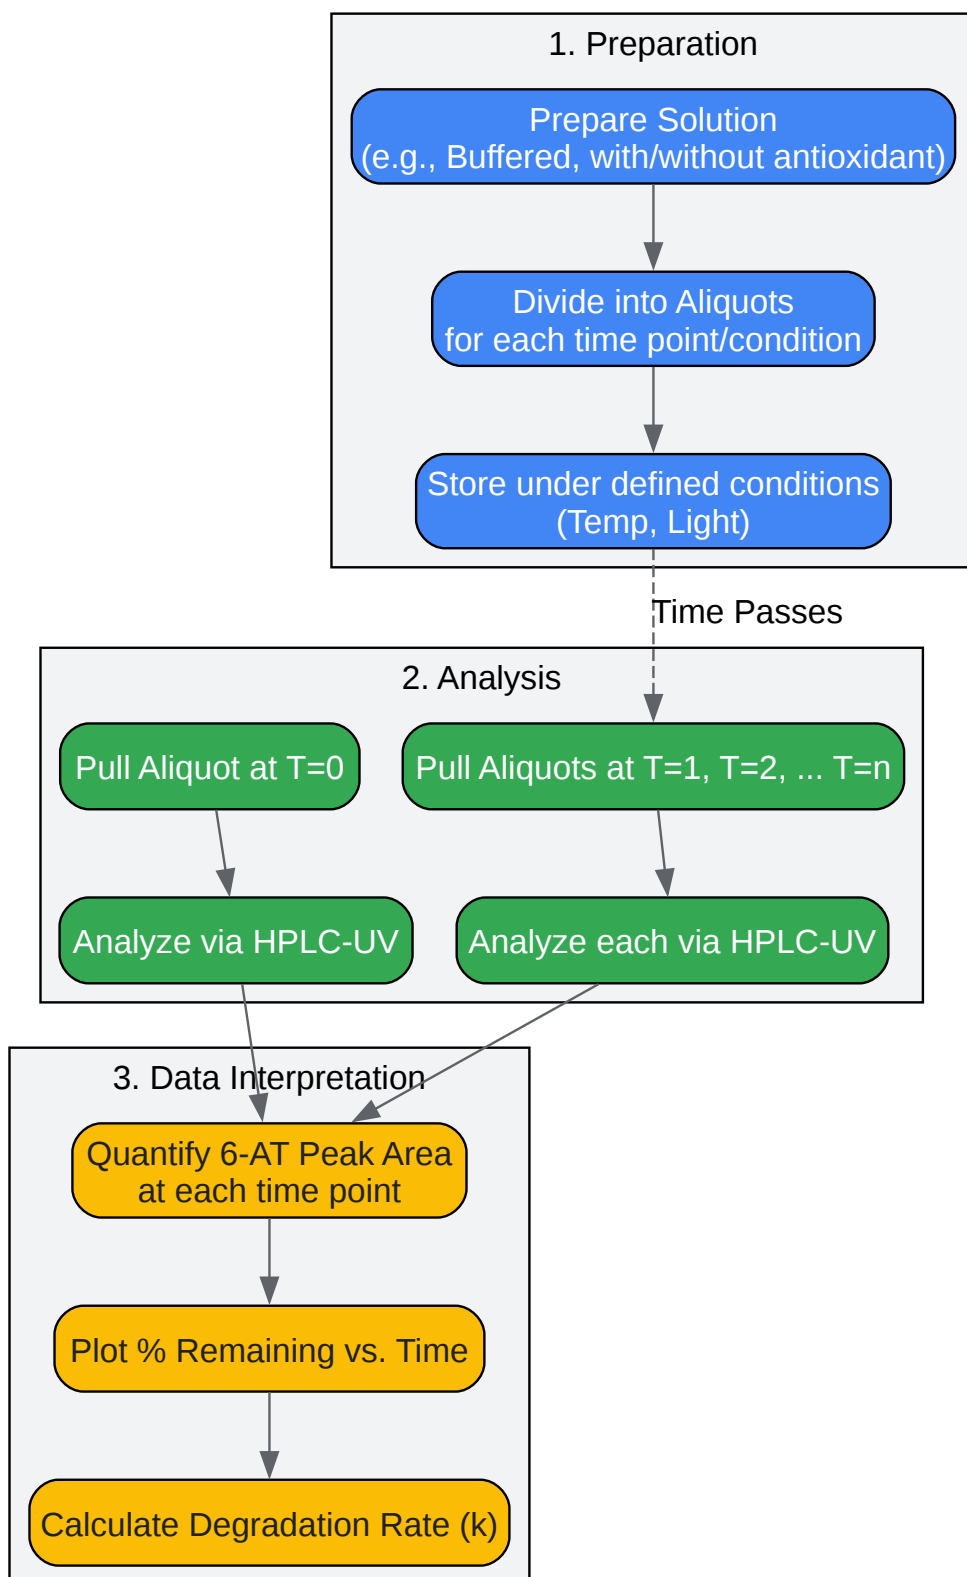 1. Preparation
Prepare Solution
(e.g., Buffered, with/without antioxidant)
Divide into Aliquots
for each time point/condition
Store under defined conditions
(Temp, Light)
Time Passes
2. Analysis
Pull Aliquot at T=0
Pull Aliquots at T=1, T=2, ... T=n
Analyze via HPLC-UV
Analyze each via HPLC-UV
3. Data Interpretation
Quantify 6-AT Peak Area
at each time point
Plot % Remaining vs. Time
Calculate Degradation Rate (k)